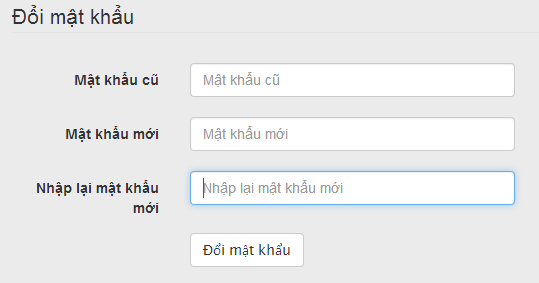 Đổi mật khẩu
Mật khẩu cũ
Mật khẩu cũ
Mật khẩu mới
Mật khẩu mới
Nhập lại mật khẩu
mới
Nhập lại mật khẩu mới
Đổi mật khẩu